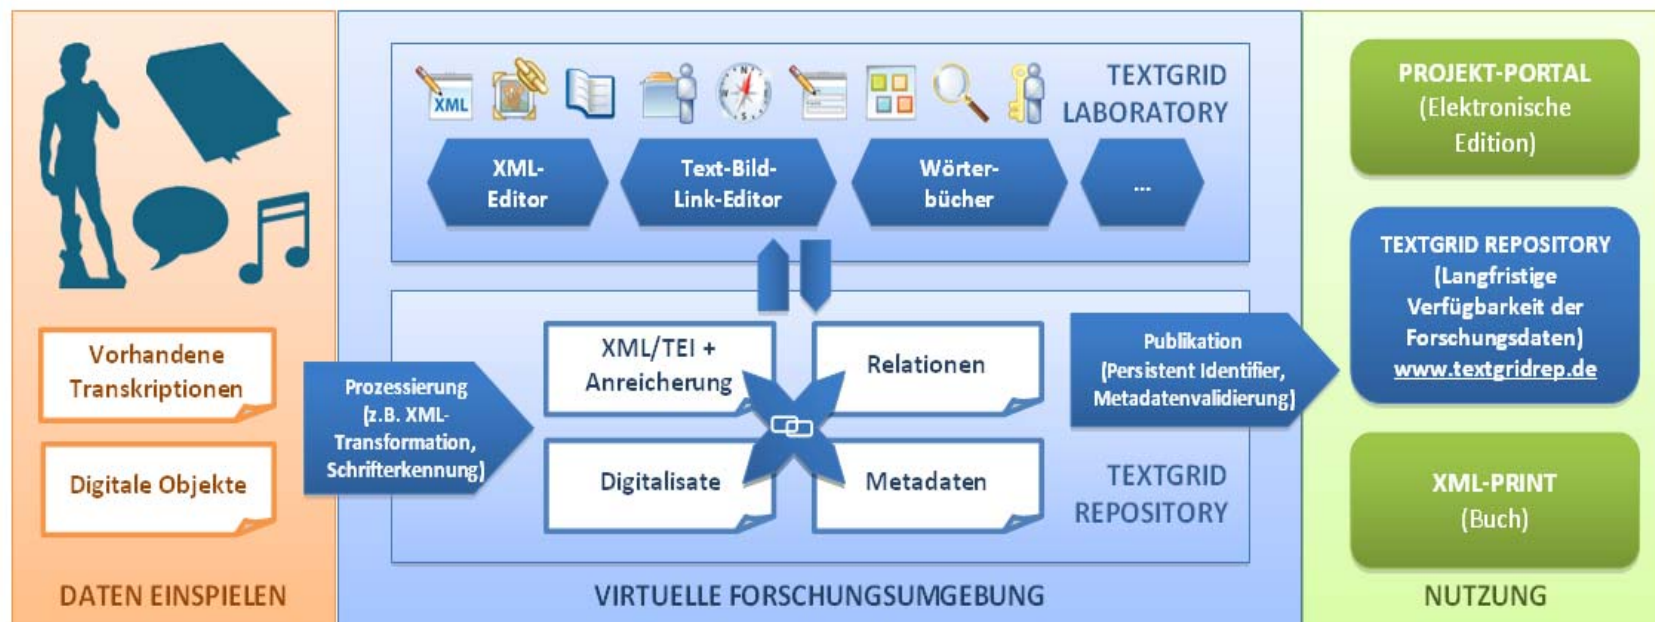 Vorhandene
Transkriptionen
Digitale Objekte
DATEN EINSPIELEN
Prozessierung
(z.B. XML-
Transformation,
Schrifterkennung)
XML
TEXTGRID
LABORATORY
XML-
Editor
Text-Bild-
Link-Editor
Wörter-
bücher
...
XML/TEI +
Anreicherung
Relationen
Digitalisate
Metadaten
TEXTGRID
REPOSITORY
Publikation
(Persistent Identifier,
Metadatenvalidierung)
VIRTUELLE FORSCHUNGSUMGEBUNG
PROJEKT-PORTAL
(Elektronische
Edition)
TEXTGRID REPOSITORY
(Langfristige
Verfügbarkeit der
Forschungsdaten)
www.textgridrep.de
XML-PRINT
(Buch)
NUTZUNG